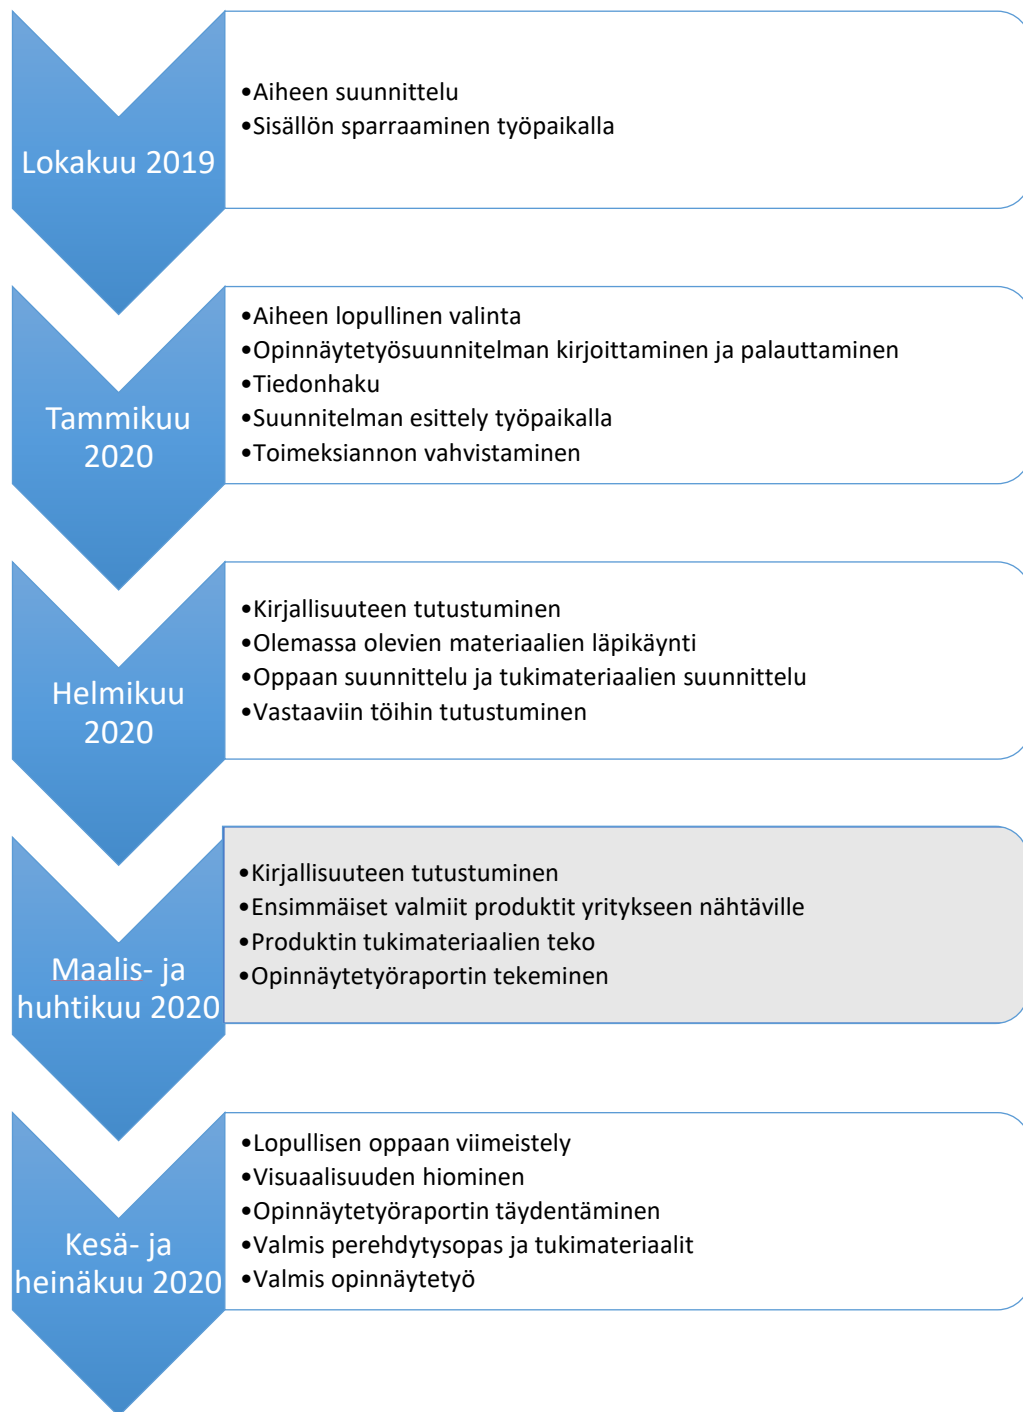 Lokakuu 2019
•Aiheen suunnittelu
•Sisällön sparraaminen työpaikalla
Tammikuu
2020
•Aiheen lopullinen valinta
•Opinnäytetyösuunnitelman kirjoittaminen ja palauttaminen
•Tiedonhaku
•Suunnitelman esittely työpaikalla
•Toimeksiannon vahvistaminen
Helmikuu
2020
•Kirjallisuuteen tutustuminen
•Olemassa olevien materiaalien läpikäynti
•Oppaan suunnittelu ja tukimateriaalien suunnittelu
•Vastaaviin töihin tutustuminen
Maalis- ja
huhtikuu 2020
•Kirjallisuuteen tutustuminen
•Ensimmäiset valmiit produktit yritykseen nähtäville
•Produktin tukimateriaalien teko
•Opinnäytetyöraportin tekeminen
Kesä- ja
heinäkuu 2020
•Lopullisen oppaan viimeistely
•Visuaalisuuden hiominen
•Opinnäytetyöraportin täydentäminen
•Valmis perehdytysopas ja tukimateriaalit
•Valmis opinnäytetyö